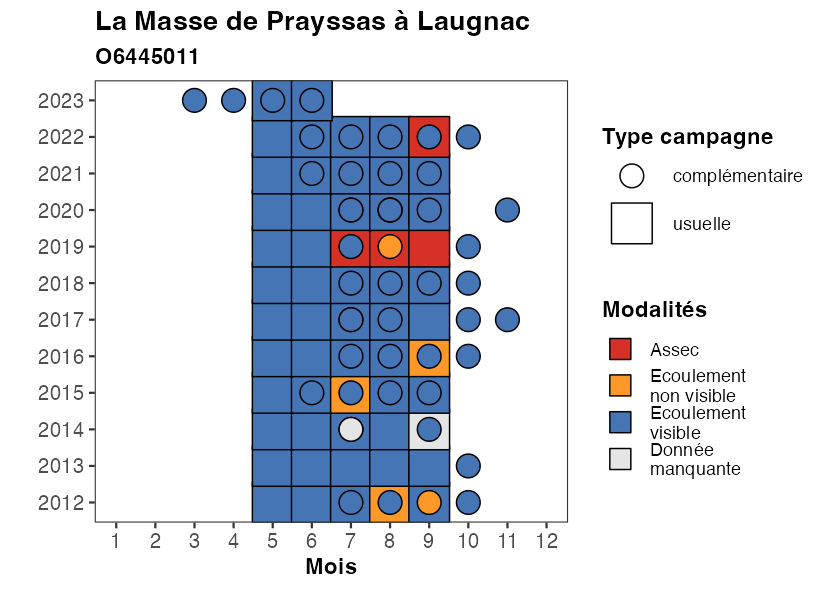 La Masse de Prayssas à Laugnac
O6445011
2023
2022
2021
2020
2019
2018
2017
2016
2015
2014
2013
2012
1 2 3 4 5 6 7 8 9 10 11 12
Mois
Type campagne
complémentaire
usuelle
Modalités
Assec
Ecoulement
non visible
Ecoulement
visible
Donnée
manquante